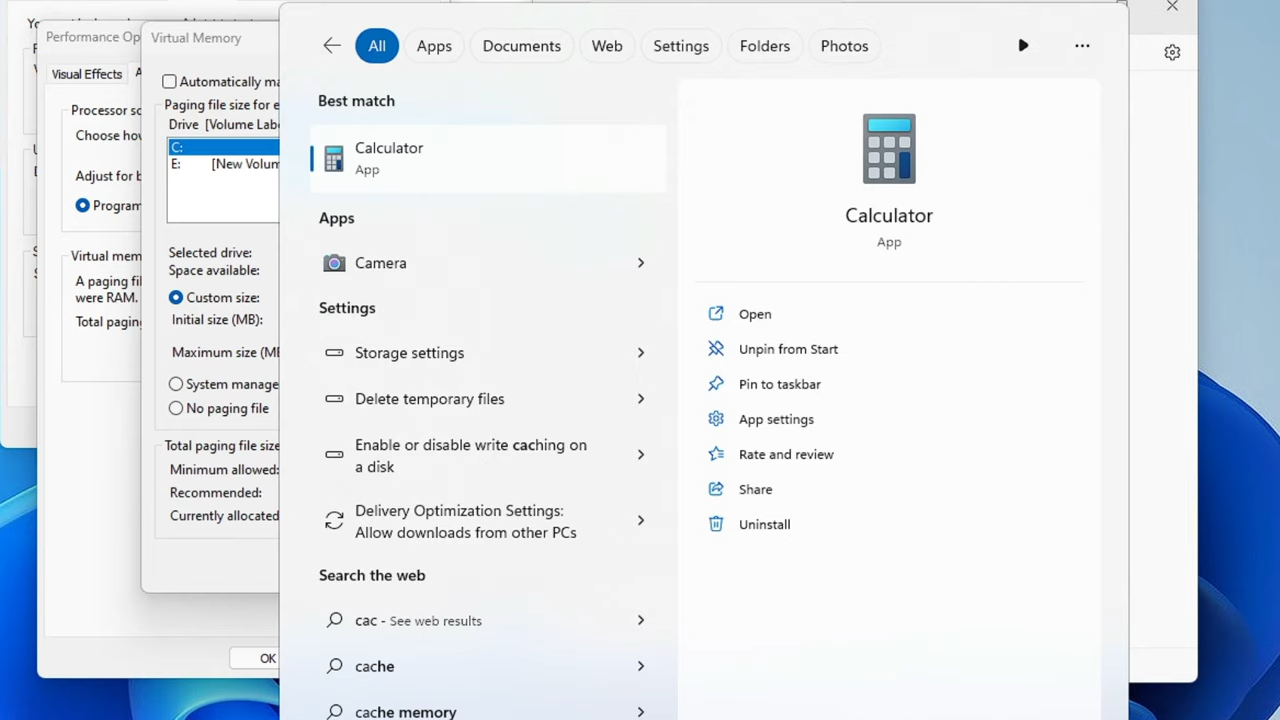 Performance Op
Visual Effects
Processor sc
Choose how
Adjust for b
Program
Virtual mem
A paging fil
were RAM.
Total paging
OK
Virtual Memory
Automatically ma
Paging file size for e
Drive [Volume Labe
C:
E: [New Volum
Selected drive:
Space available:
Custom size:
Initial size (MB):
Maximum size (MB
System manage
No paging file
Total paging file size
Minimum allowed:
Recommended:
Currently allocated
All
Apps
Documents
Web
Settings
Folders
Photos
Best match
Calculator
App
Apps
Camera
Settings
Storage settings
Delete temporary files
Enable or disable write caching on
a disk
Delivery Optimization Settings:
Allow downloads from other PCs
Search the web
cac - See web results
cache
cache memory
Calculator
App
Open
Unpin from Start
Pin to taskbar
App settings
Rate and review
Share
Uninstall